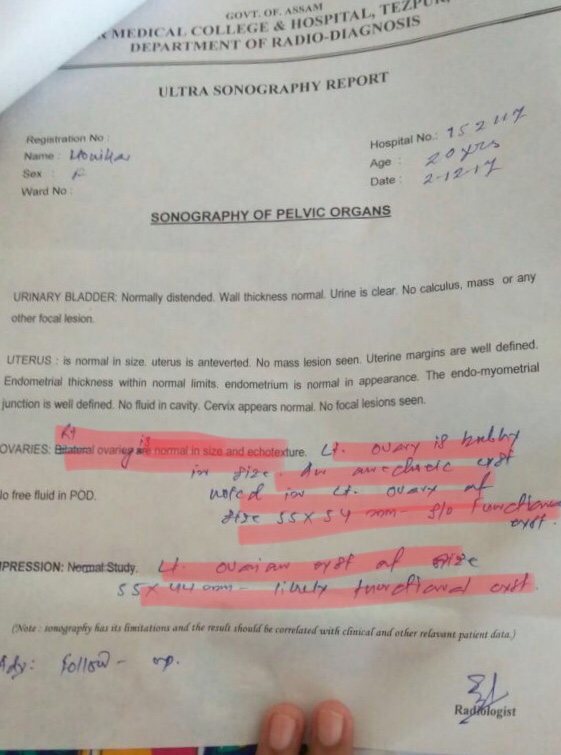 GOVT. OF. ASSAM
MEDICAL COLLEGE & HOSPITAL, TEZPUR
DEPARTMENT OF RADIO-DIAGNOSIS
ULTRA SONOGRAPHY REPORT
Registration No :
Hospital No.:
Name :
Age : 20 yrs
Sex : F
Date : 2-12-17
Ward No :
SONOGRAPHY OF PELVIC ORGANS
URINARY BLADDER: Normally distended. Wall thickness normal. Urine is clear. No calculus, mass or any
other focal lesion.
UTERUS : is normal in size. uterus is anteverted. No mass lesion seen. Uterine margins are well defined.
Endometrial thickness within normal limits. endometrium is normal in appearance. The endo-myometrial
junction is well defined. No fluid in cavity. Cervix appears normal. No focal lesions seen.
Rt is
OVARIES: Bilateral ovaries are normal in size and echotexture. Lt. ovary is bulky
in size. An anechoic cyst
No free fluid in POD. noted in Lt. ovary of
size 55 x 54 mm - s/o functional
cyst.
IMPRESSION: Normal Study. Lt. ovarian cyst of size
55 x 44 mm - likely functional cyst.
(Note : sonography has its limitations and the result should be correlated with clinical and other relavant patient data.)
Adv: Follow - up.
Radiologist